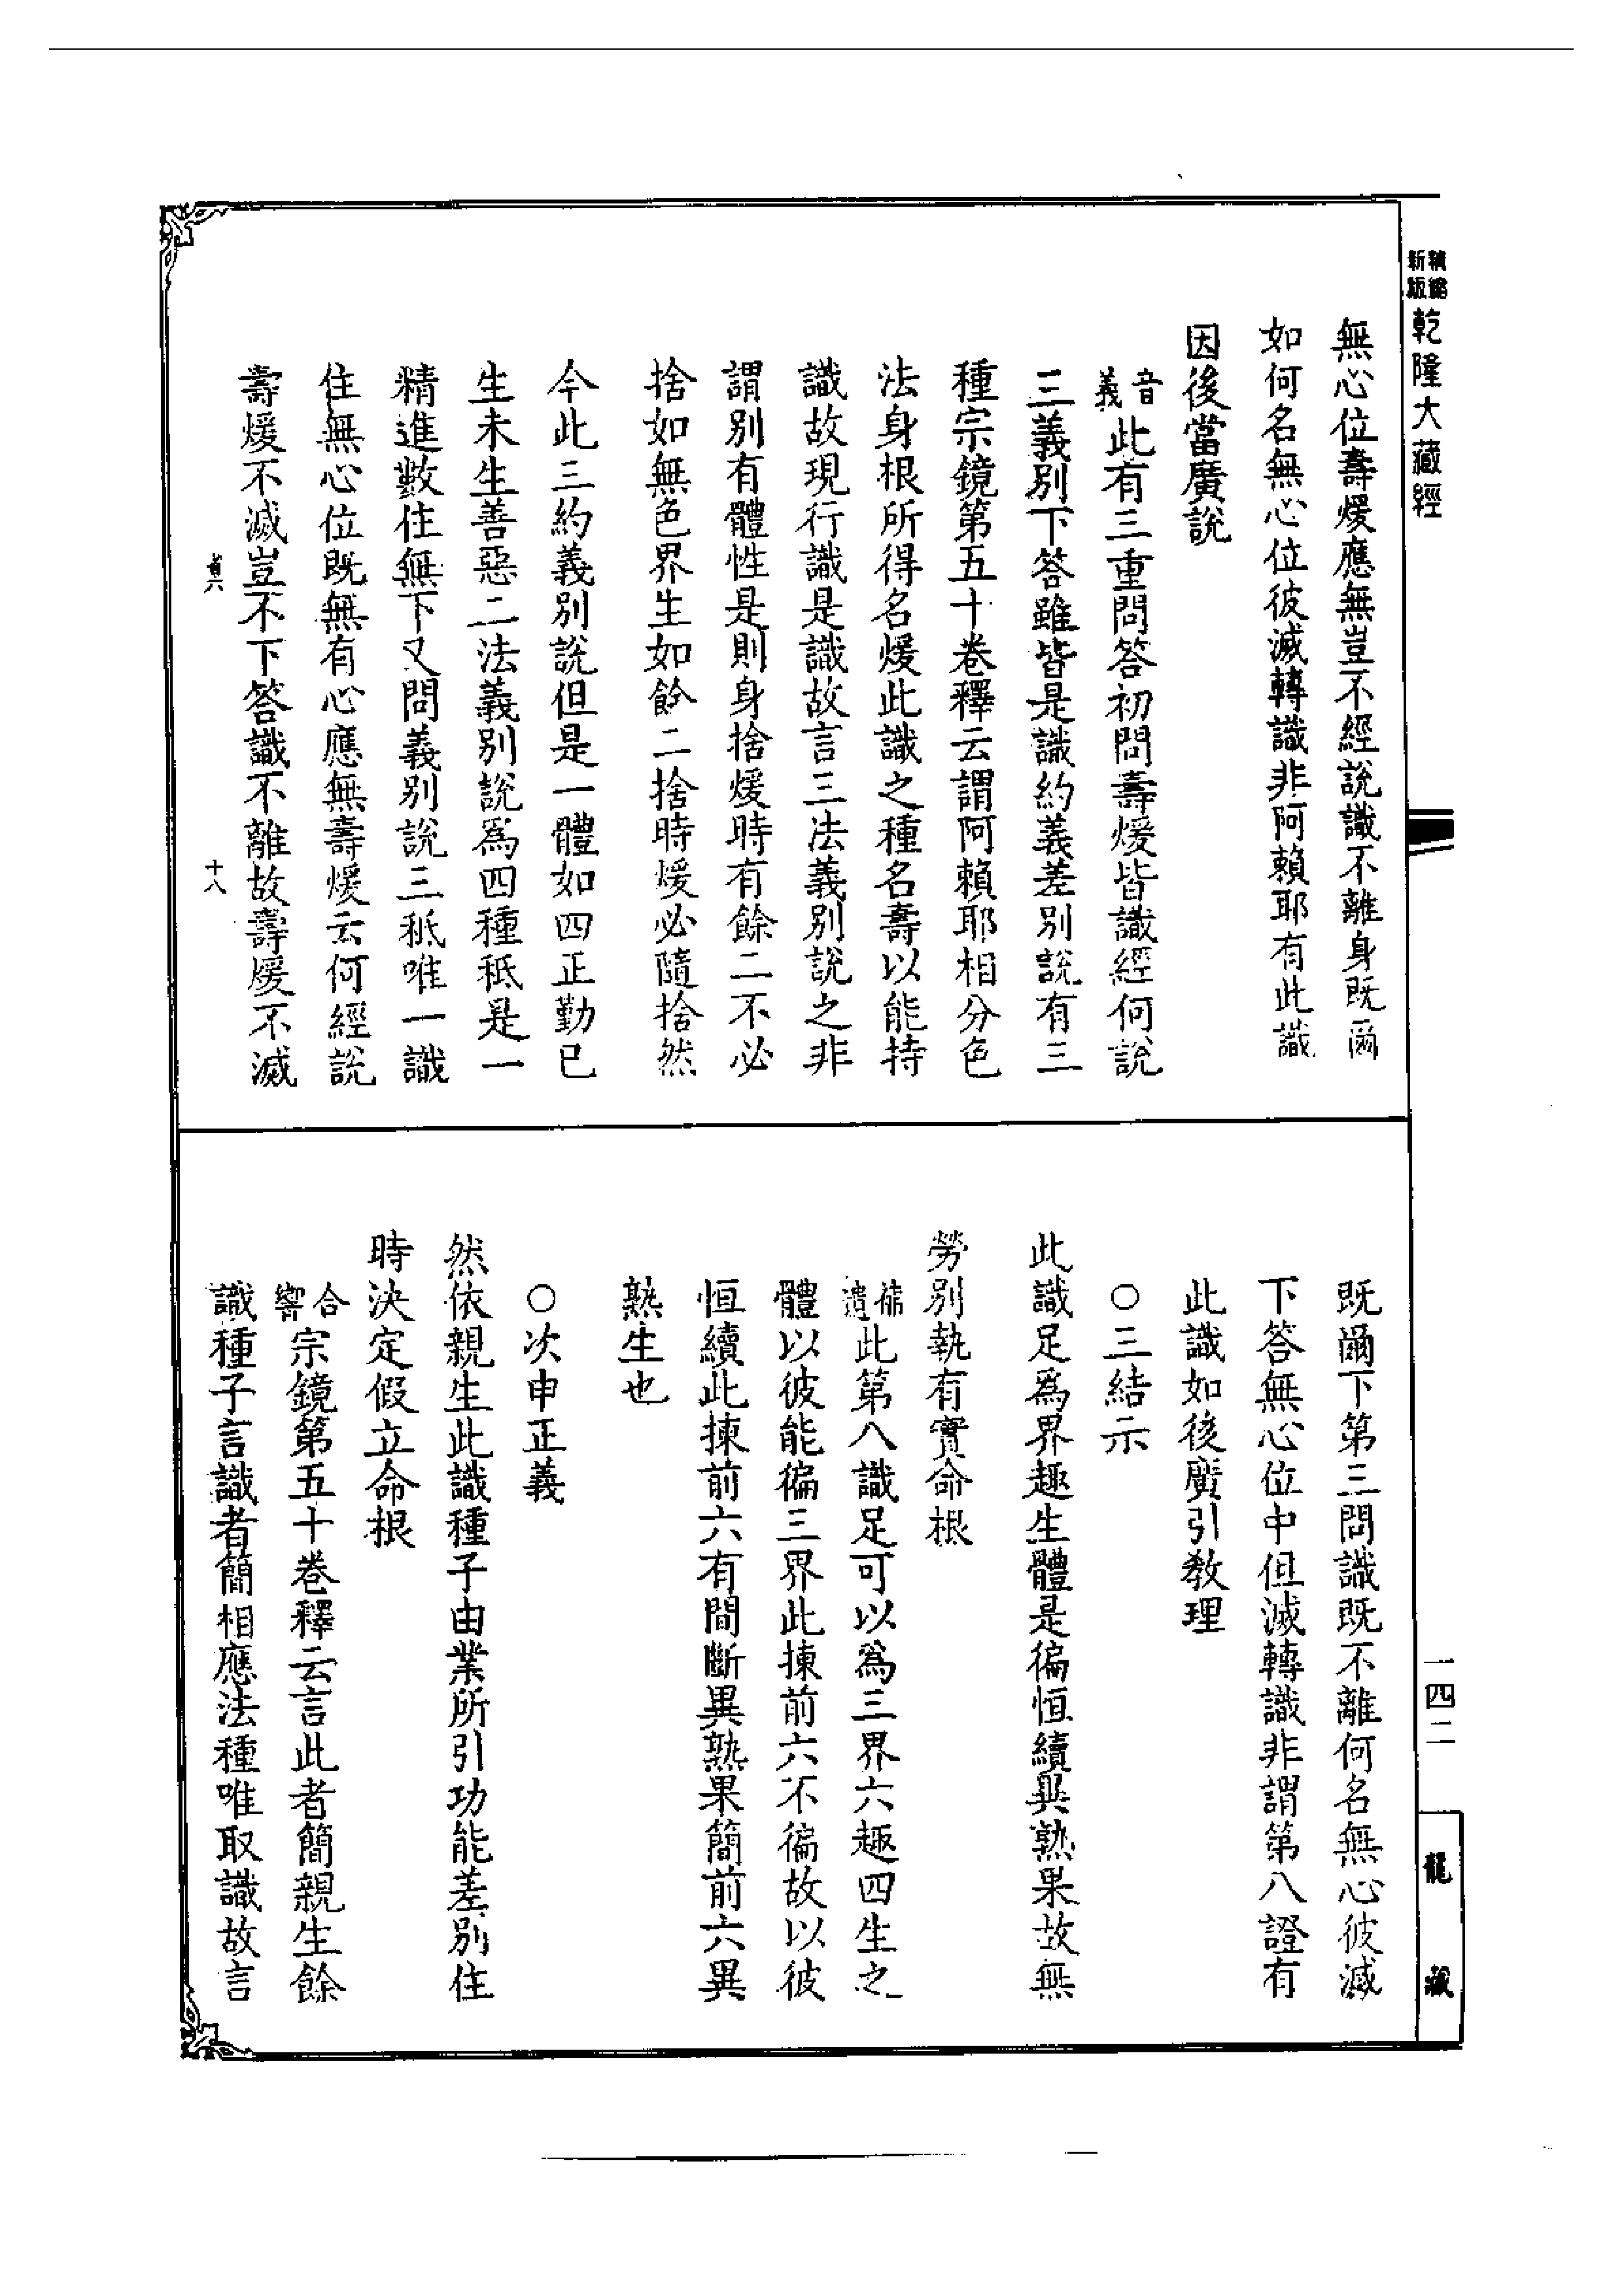 精縮
新版
乾隆大藏經
無心位壽煖應無豈不經說識不離身既爾
如何名無心位彼滅轉識非阿賴耶有此識
因後當廣說
音義此有三重問答初問壽煖皆識經何說
三義別下答雖皆是識約義差別說有三
種宗鏡第五十卷釋云謂阿賴耶相分色
法身根所得名煖此識之種名壽以能持
識故現行識是識故言三法義別說之非
謂別有體性是則身捨煖時有餘二不必
捨如無色界生如餘二捨時煖必隨捨然
今此三約義別說但是一體如四正勤已
生未生善惡二法義別說爲四種秖是一
精進數住無下又問義別說三秖唯一識
住無心位既無有心應無壽煖云何經說
壽煖不滅豈不下答識不離故壽煖不滅
十八
既爾下第三問識既不離何名無心彼滅
下答無心位中但滅轉識非謂第八證有
此識如後廣引教理
○三結示
此識足爲界趣生體是徧恒續異熟果故無
勞別執有實命根
補遺此第八識足可以爲三界六趣四生之
體以彼能徧三界此揀前六不徧故以彼
恒續此揀前六有間斷異熟果簡前六異
熟生也
○次申正義
然依親生此識種子由業所引功能差別住
時決定假立命根
合響宗鏡第五十卷釋云言此者簡親生餘
識種子言識者簡相應法種唯取識故言
一四二
龍藏